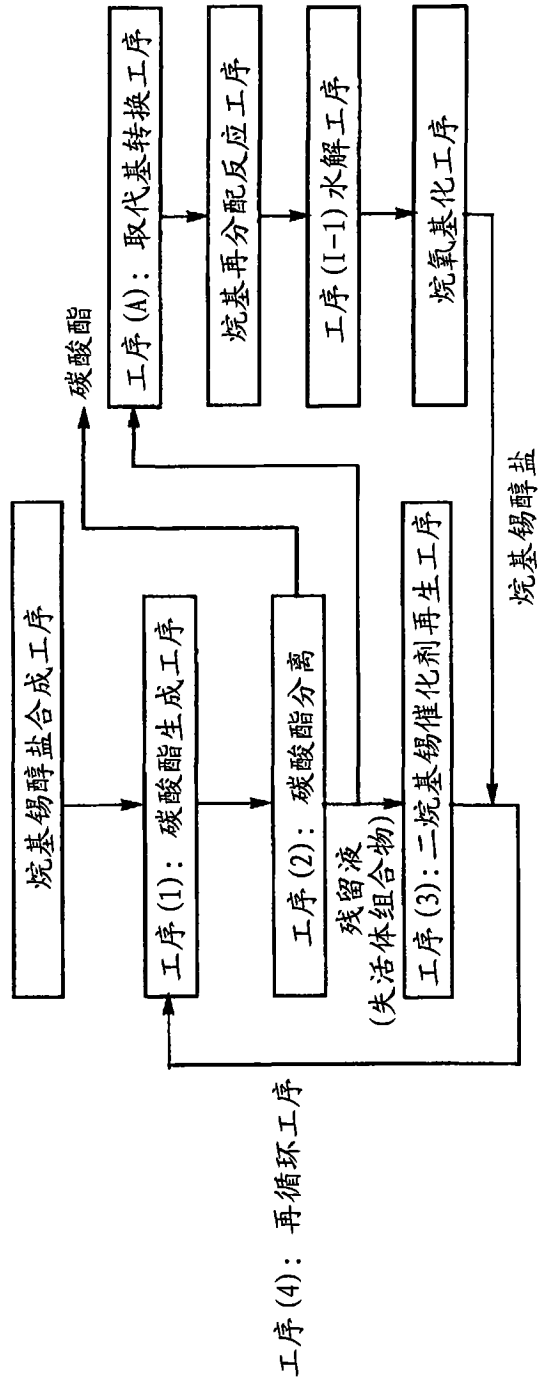 烷基锡醇盐合成工序
工序(1): 碳酸酯生成工序
工序(2): 碳酸酯分离
残留液
(失活体组合物)
工序(3):二烷基锡催化剂再生工序
工序(4): 再循环工序
碳酸酯
工序(A): 取代基转换工序
烷基再分配反应工序
工序(I-1)水解工序
烷氧基化工序
烷基锡醇盐